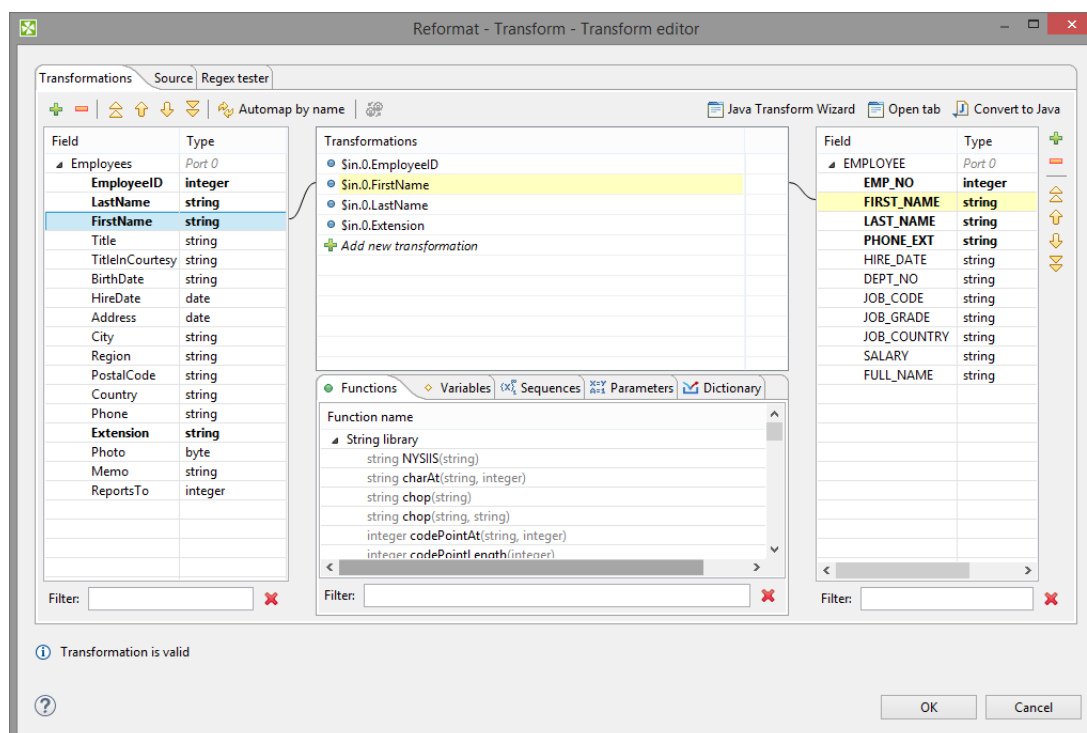 Reformat - Transform - Transform editor
Transformations Source Regex tester
Automap by name Java Transform Wizard Open tab Convert to Java
Field Type
Employees Port 0
EmployeeID integer
LastName string
FirstName string
Title string
TitleInCourtesy string
BirthDate string
HireDate date
Address date
City string
Region string
PostalCode string
Country string
Phone string
Extension string
Photo byte
Memo string
ReportsTo integer
Filter:
Transformations
$in.0.EmployeeID
$in.0.FirstName
$in.0.LastName
$in.0.Extension
Add new transformation
Functions Variables Sequences Parameters Dictionary
Function name
String library
string NYSIIS(string)
string charAt(string, integer)
string chop(string)
string chop(string, string)
integer codePointAt(string, integer)
integer codePointLength(integer)
Filter:
Field Type
EMPLOYEE Port 0
EMP_NO integer
FIRST_NAME string
LAST_NAME string
PHONE_EXT string
HIRE_DATE string
DEPT_NO string
JOB_CODE string
JOB_GRADE string
JOB_COUNTRY string
SALARY string
FULL_NAME string
Filter:
Transformation is valid
OK Cancel